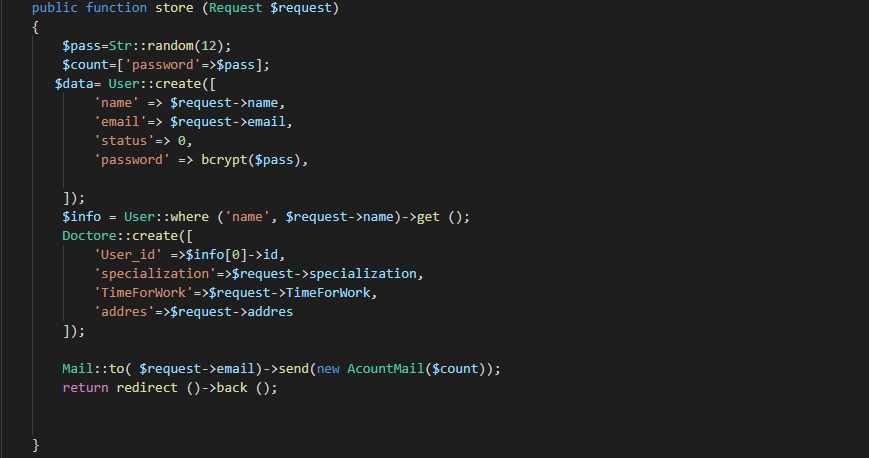 public function store (Request $request)
{
$pass=Str::random(12);
$count=['password'=>$pass];
$data= User::create([
'name' => $request->name,
'email'=> $request->email,
'status'=> 0,
'password' => bcrypt($pass),
]);
$info = User::where ('name', $request->name)->get ();
Doctore::create([
'User_id' =>$info[0]->id,
'specialization'=>$request->specialization,
'TimeForWork'=>$request->TimeForWork,
'addres'=>$request->addres
]);
Mail::to( $request->email)->send(new AcountMail($count));
return redirect ()->back ();
}